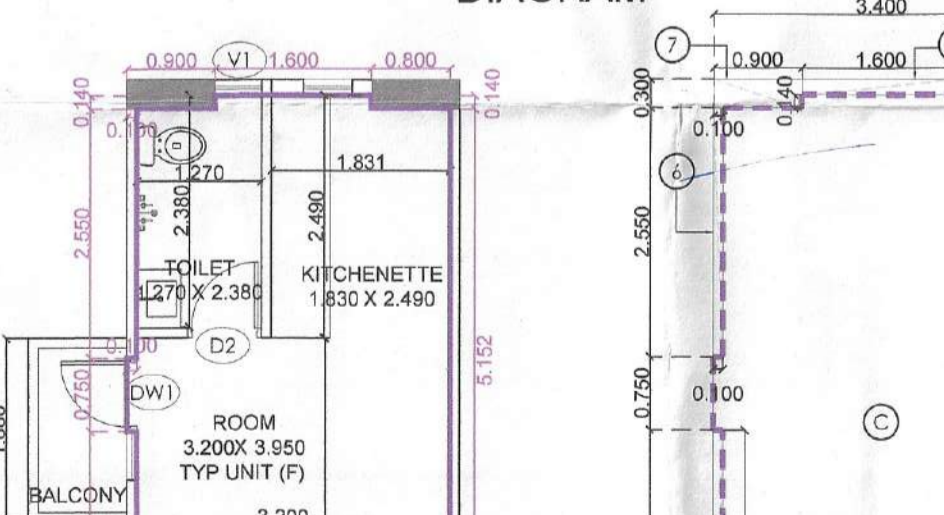 DIAGRAM
0.900
V1
1.600
0.800
0.140
0.140
0.100
1.270
1.831
2.380
2.490
2.550
TOILET
1.270 X 2.380
KITCHENETTE
1.830 X 2.490
0.100
D2
5.152
DW1
0.750
ROOM
3.200X 3.950
TYP UNIT (F)
BALCONY
3.400
7
0.900
1.600
0.300
0.140
0.100
6
2.550
0.750
0.100
C